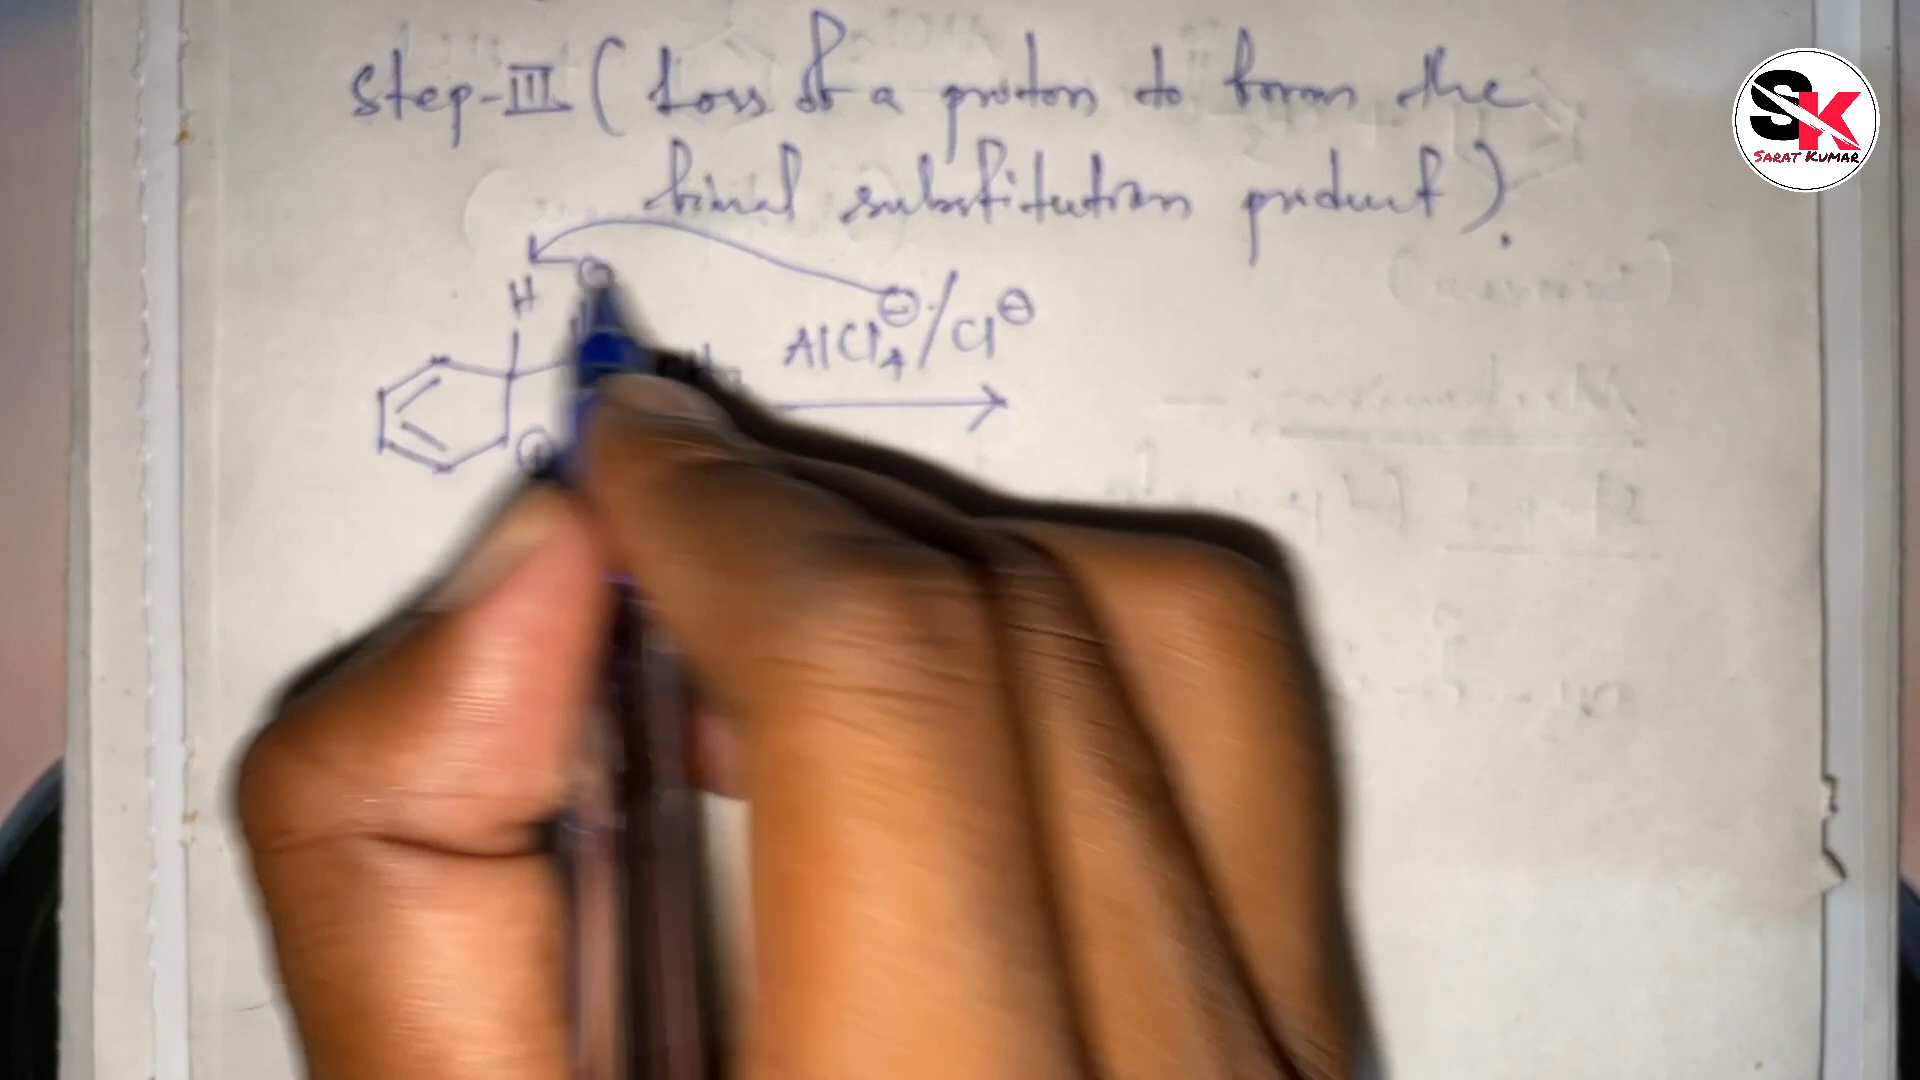 Step-III (Loss of a proton to form the
final substitution product).
H
O
AlCl₄⊖/Cl⊖
⊕
SK
SARAT KUMAR